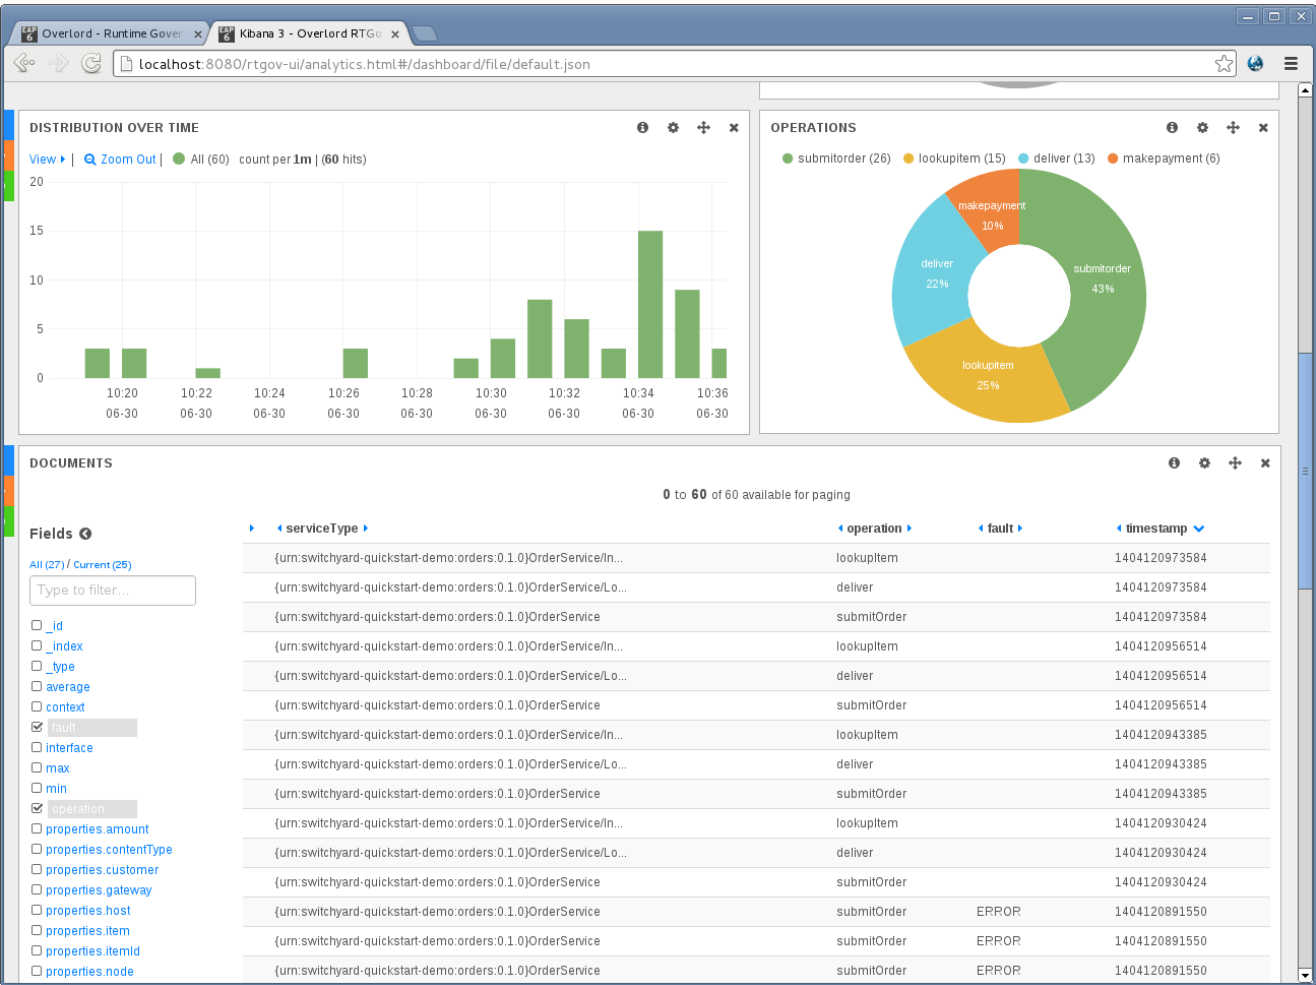 Overlord - Runtime Gover
Kibana 3 - Overlord RTGo
localhost:8080/rtgov-ui/analytics.html#/dashboard/file/default.json
DISTRIBUTION OVER TIME
View | Zoom Out | All (60) count per 1m | (60 hits)
20
15
10
5
0
10:20 10:22 10:24 10:26 10:28 10:30 10:32 10:34 10:36
06-30 06-30 06-30 06-30 06-30 06-30 06-30 06-30 06-30
OPERATIONS
submitorder (26) lookupitem (15) deliver (13) makepayment (6)
makepayment
10%
deliver
22%
submitorder
43%
lookupitem
25%
DOCUMENTS
0 to 60 of 60 available for paging
Fields
All (27) / Current (25)
Type to filter...
_id
_index
_type
average
context
fault
interface
max
min
operation
properties.amount
properties.contentType
properties.customer
properties.gateway
properties.host
properties.item
properties.itemId
properties.node
serviceType operation fault timestamp
{urn:switchyard-quickstart-demo:orders:0.1.0}OrderService/In... lookupItem 1404120973584
{urn:switchyard-quickstart-demo:orders:0.1.0}OrderService/Lo... deliver 1404120973584
{urn:switchyard-quickstart-demo:orders:0.1.0}OrderService submitOrder 1404120973584
{urn:switchyard-quickstart-demo:orders:0.1.0}OrderService/In... lookupItem 1404120956514
{urn:switchyard-quickstart-demo:orders:0.1.0}OrderService/Lo... deliver 1404120956514
{urn:switchyard-quickstart-demo:orders:0.1.0}OrderService submitOrder 1404120956514
{urn:switchyard-quickstart-demo:orders:0.1.0}OrderService/In... lookupItem 1404120943385
{urn:switchyard-quickstart-demo:orders:0.1.0}OrderService/Lo... deliver 1404120943385
{urn:switchyard-quickstart-demo:orders:0.1.0}OrderService submitOrder 1404120943385
{urn:switchyard-quickstart-demo:orders:0.1.0}OrderService/In... lookupItem 1404120930424
{urn:switchyard-quickstart-demo:orders:0.1.0}OrderService/Lo... deliver 1404120930424
{urn:switchyard-quickstart-demo:orders:0.1.0}OrderService submitOrder 1404120930424
{urn:switchyard-quickstart-demo:orders:0.1.0}OrderService submitOrder ERROR 1404120891550
{urn:switchyard-quickstart-demo:orders:0.1.0}OrderService submitOrder ERROR 1404120891550
{urn:switchyard-quickstart-demo:orders:0.1.0}OrderService submitOrder ERROR 1404120891550